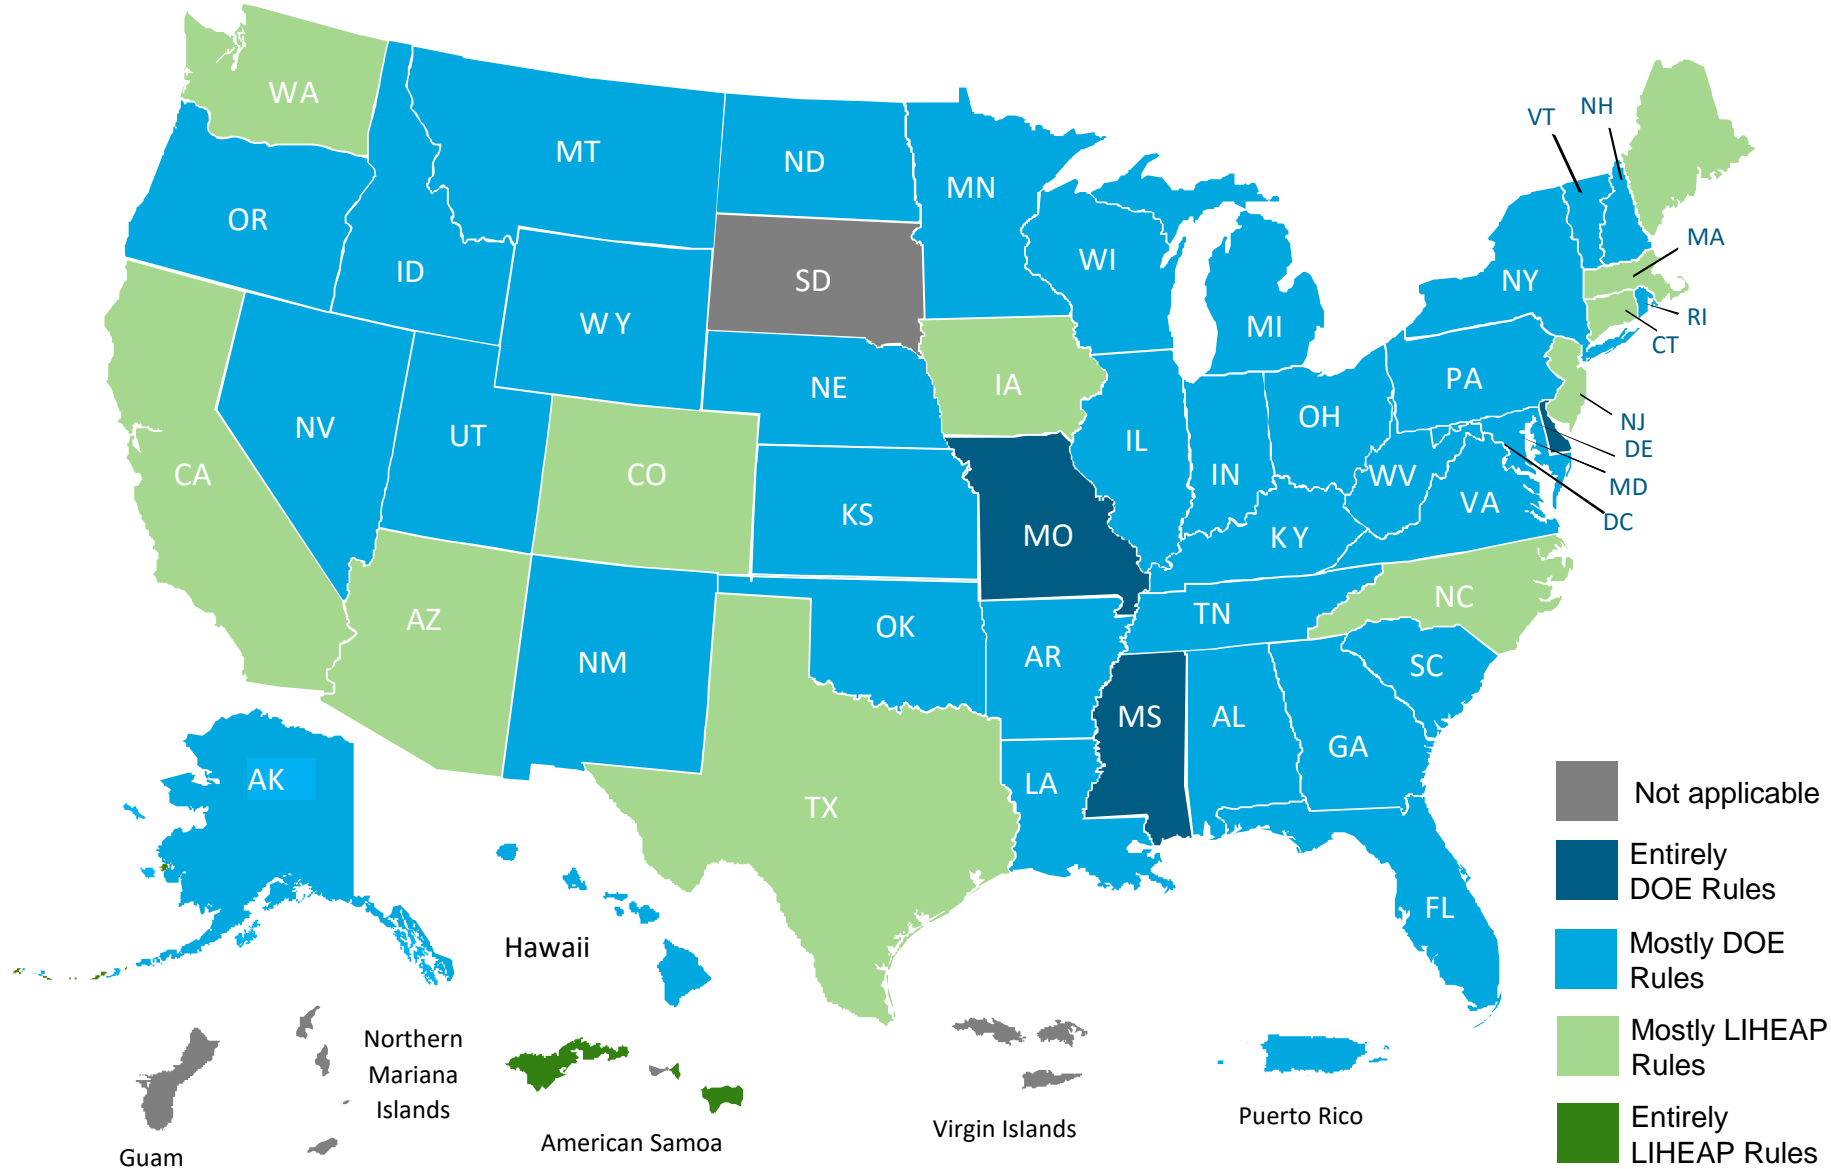 WA
MT
ND
MN
VT
NH
OR
ID
WY
SD
WI
MI
NY
MA
RI
CT
NV
UT
NE
IA
IL
IN
OH
PA
NJ
DE
MD
DC
CA
CO
KS
MO
KY
WV
VA
AZ
NM
OK
AR
TN
NC
SC
MS
AL
GA
LA
TX
FL
AK
Hawaii
Guam
Northern
Mariana
Islands
American Samoa
Virgin Islands
Puerto Rico
Not applicable
Entirely
DOE Rules
Mostly DOE
Rules
Mostly LIHEAP
Rules
Entirely
LIHEAP Rules